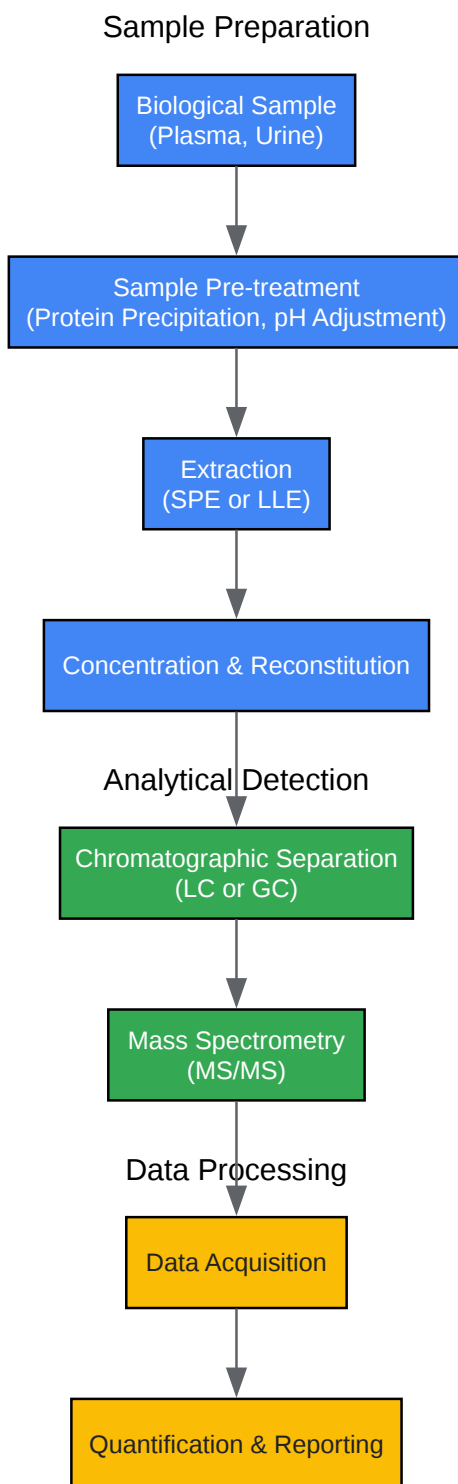 Sample Preparation
Biological Sample
(Plasma, Urine)
Sample Pre-treatment
(Protein Precipitation, pH Adjustment)
Extraction
(SPE or LLE)
Concentration & Reconstitution
Analytical Detection
Chromatographic Separation
(LC or GC)
Mass Spectrometry
(MS/MS)
Data Processing
Data Acquisition
Quantification & Reporting